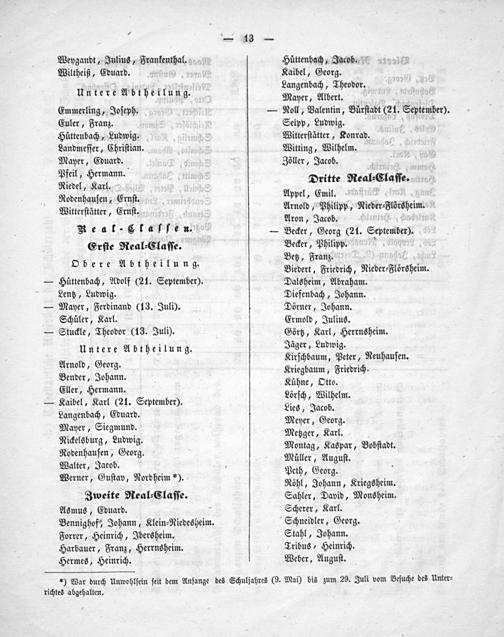 — 13 —
Weygandt, Julius, Frankenthal.
Wiltheiß, Eduard.
Untere Abtheilung.
Emmerling, Joseph.
Euler, Franz.
Hüttenbach, Ludwig.
Landmesser, Christian.
Mayer, Eduard.
Pfeil, Hermann.
Riedel, Karl.
Rodenhausen, Ernst.
Witterstätter, Ernst.
Real-Classen.
Erste Real-Classe.
Obere Abtheilung.
— Hüttenbach, Adolf (21. September).
Lentz, Ludwig.
— Mayer, Ferdinand (13. Juli).
Schüler, Karl.
— Stuckle, Theodor (13. Juli).
Untere Abtheilung.
Arnold, Georg.
Bender, Johann.
Eller, Hermann.
— Kaibel, Karl (21. September).
Langenbach, Eduard.
Mayer, Siegmund.
Nickelsburg, Ludwig.
Rodenhausen, Georg.
Walter, Jacob.
Werner, Gustav, Nordheim *).
Zweite Real-Classe.
Asmus, Eduard.
Bennighof, Johann, Klein-Niedesheim.
Forrer, Heinrich, Ibersheim.
Harbauer, Franz, Herrnsheim.
Hermes, Heinrich.
Hüttenbach, Jacob.
Kaibel, Georg.
Langenbach, Theodor.
Mayer, Albert.
— Noll, Valentin, Bürstadt (21. September).
Seipp, Ludwig.
Witterstätter, Konrad.
Witting, Wilhelm.
Zöller, Jacob.
Dritte Real-Classe.
Appel, Emil.
Arnold, Philipp, Nieder-Flörsheim.
Aron, Jacob.
— Becker, Georg (21. September).
Becker, Philipp.
Betz, Franz.
Biedert, Friedrich, Nieder-Flörsheim.
Dalsheim, Abraham.
Diefenbach, Johann.
Dörner, Johann.
Ermold, Julius.
Görtz, Karl, Herrnsheim.
Jäger, Ludwig.
Kirschbaum, Peter, Neuhausen.
Kriegbaum, Friedrich.
Kühne, Otto.
Lörsch, Wilhelm.
Lies, Jacob.
Meyer, Georg.
Metzger, Karl.
Montag, Kaspar, Bobstadt.
Müller, August.
Peth, Georg.
Röhl, Johann, Kriegsheim.
Sahler, David, Monsheim.
Scherer, Karl.
Schneidler, Georg.
Stahl, Johann.
Tribus, Heinrich.
Weber, August.
*) War durch Unwohlsein seit dem Anfange des Schuljahres (9. Mai) bis zum 29. Juli vom Besuche des Unter-
richtes abgehalten.